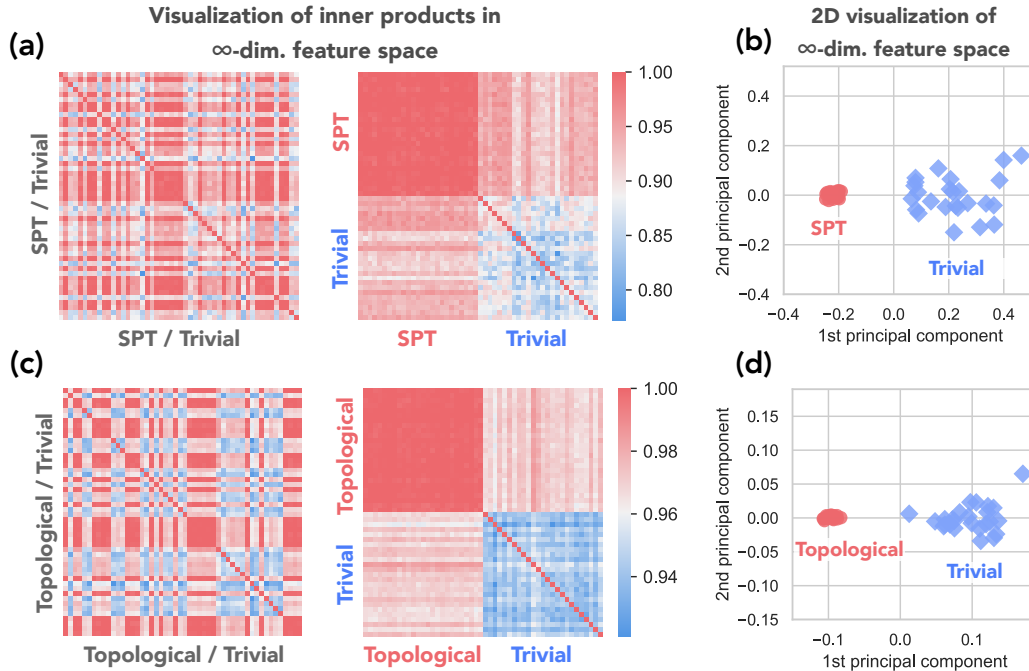 Visualization of inner products in
∞-dim. feature space
2D visualization of
∞-dim. feature space
(a)
SPT / Trivial
SPT / Trivial
SPT
Trivial
SPT
Trivial
1.00
0.95
0.90
0.85
0.80
(b)
2nd principal component
0.4
0.2
0.0
−0.2
−0.4
SPT
Trivial
−0.4
−0.2
0.0
0.2
0.4
1st principal component
(c)
Topological / Trivial
Topological / Trivial
Topological
Trivial
Topological
Trivial
1.00
0.98
0.96
0.94
(d)
2nd principal component
0.15
0.10
0.05
0.00
−0.05
−0.10
−0.15
Topological
Trivial
−0.1
0.0
0.1
1st principal component